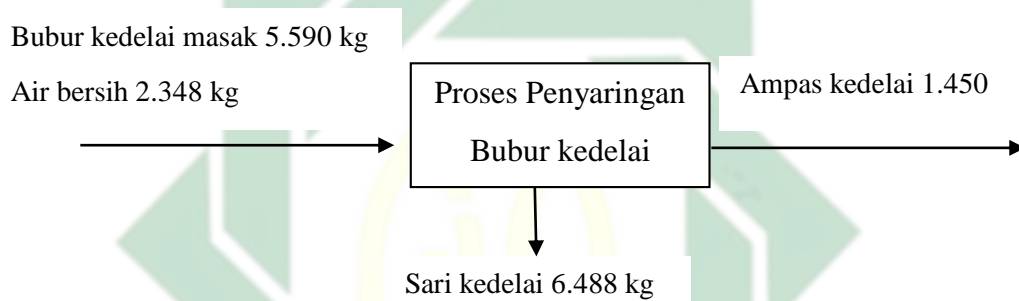 Bubur kedelai masak 5.590 kg
Air bersih 2.348 kg
Proses Penyaringan
Bubur kedelai
Ampas kedelai 1.450
Sari kedelai 6.488 kg